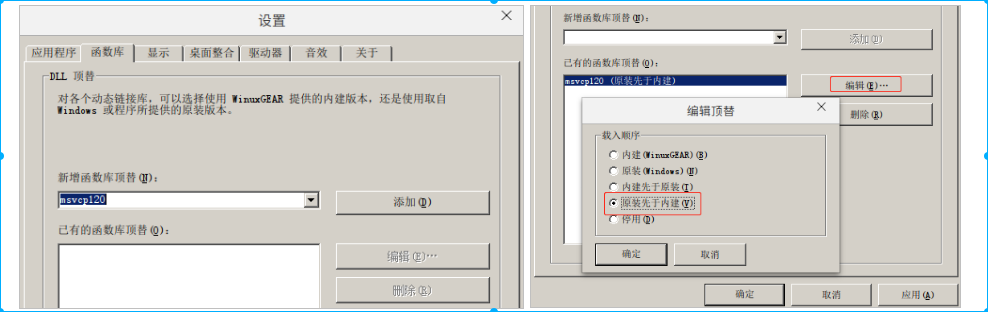 设置
应用程序 函数库 显示 桌面整合 驱动器 音效 关于
DLL 顶替
对各个动态链接库，可以选择使用 WinuxGEAR 提供的内建版本，还是使用取自
Windows 或程序所提供的原装版本。
新增函数库顶替(N):
msvcp120
添加(D)
已有的函数库顶替(O):
编辑(E)…
删除(R)
新增函数库顶替(N):
添加(D)
已有的函数库顶替(O):
msvcp120 (原装先于内建)
编辑(E)…
删除(R)
编辑顶替
载入顺序
内建(WinuxGEAR)(B)
原装(Windows)(N)
内建先于原装(I)
原装先于内建(V)
停用(D)
确定 取消
确定 取消 应用(A)